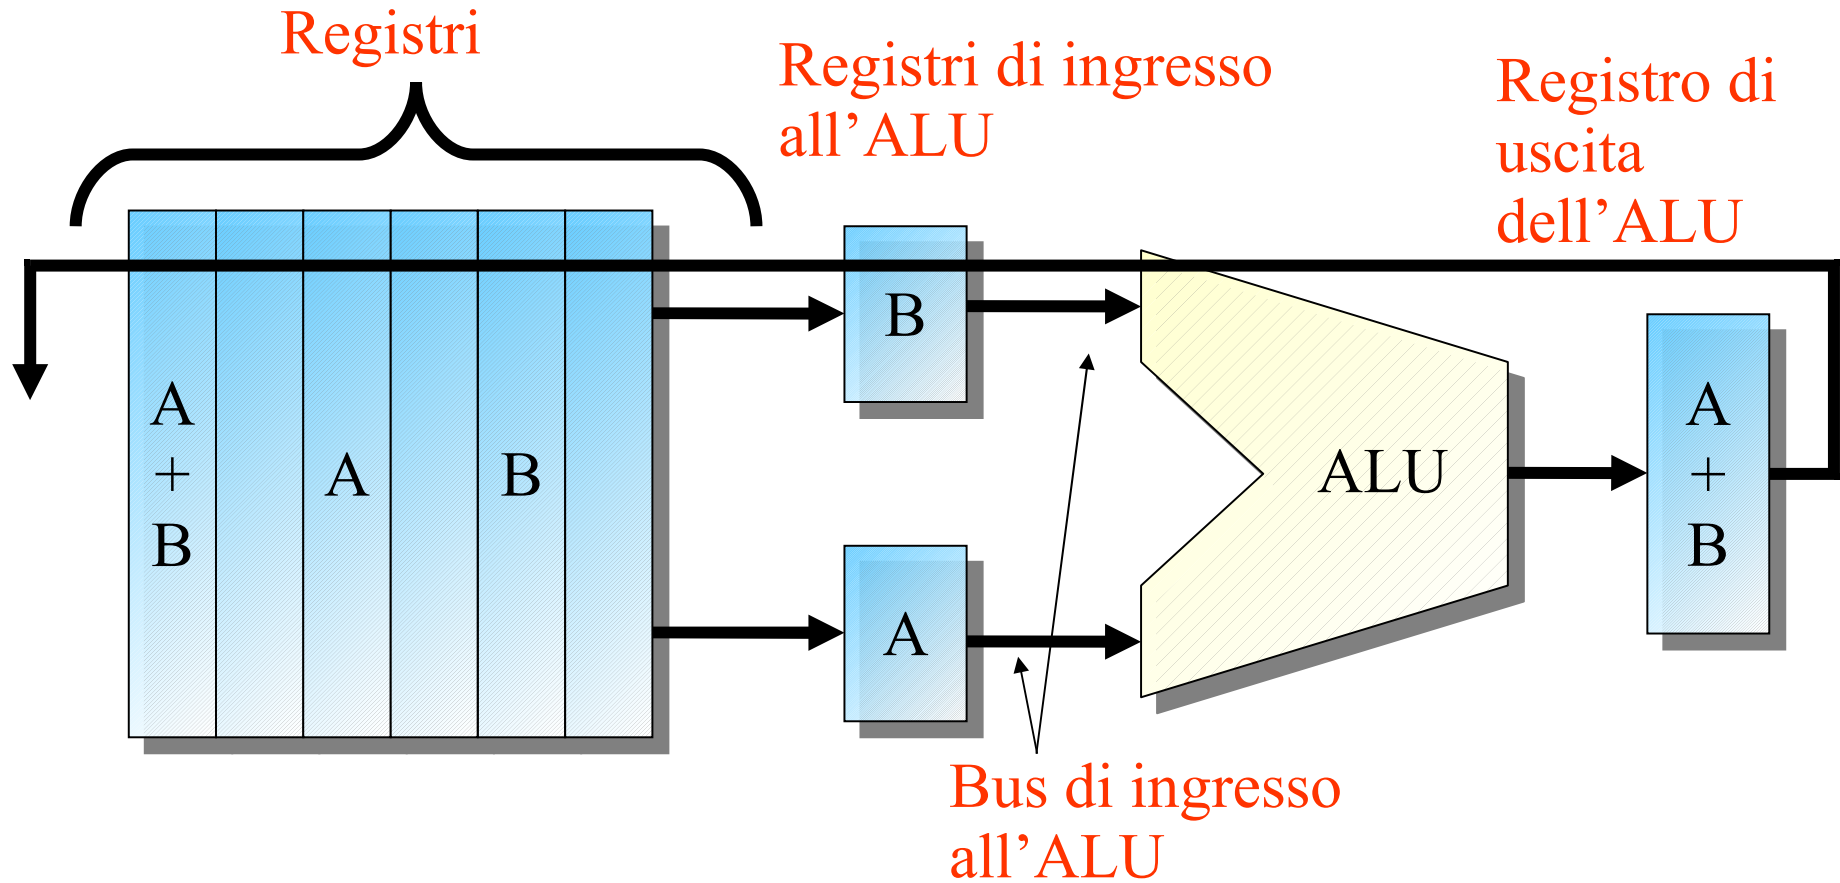 Registri
Registri di ingresso
all’ALU
Registro di
uscita
dell’ALU
A
+
B
A
B
B
A
ALU
A
+
B
Bus di ingresso
all’ALU